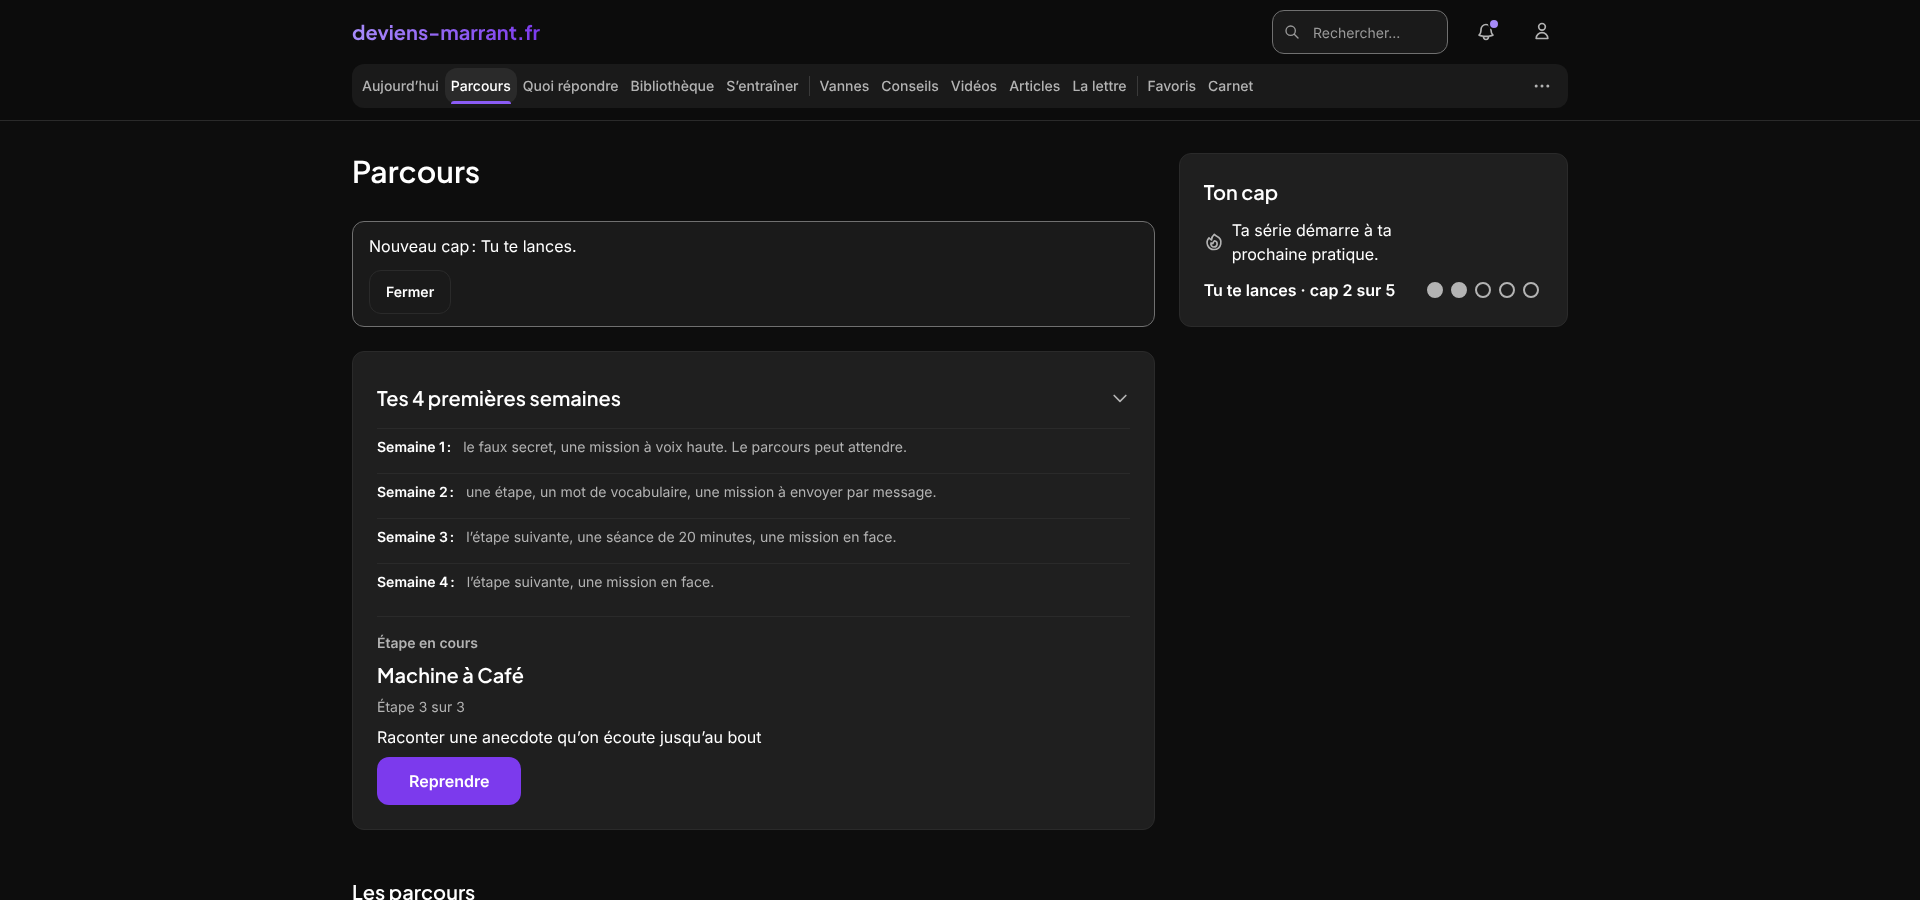 deviens-marrant.fr
Rechercher...
Aujourd’hui Parcours Quoi répondre Bibliothèque S’entraîner Vannes Conseils Vidéos Articles La lettre Favoris Carnet
Parcours
Nouveau cap : Tu te lances.
Fermer
Tes 4 premières semaines
Semaine 1 : le faux secret, une mission à voix haute. Le parcours peut attendre.
Semaine 2 : une étape, un mot de vocabulaire, une mission à envoyer par message.
Semaine 3 : l’étape suivante, une séance de 20 minutes, une mission en face.
Semaine 4 : l’étape suivante, une mission en face.
Étape en cours
Machine à Café
Étape 3 sur 3
Raconter une anecdote qu’on écoute jusqu’au bout
Reprendre
Ton cap
Ta série démarre à ta
prochaine pratique.
Tu te lances · cap 2 sur 5
Les parcours